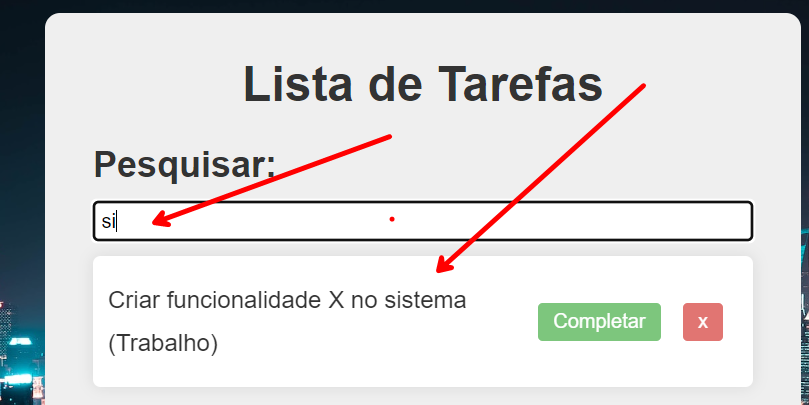 Lista de Tarefas
Pesquisar:
si
Criar funcionalidade X no sistema
(Trabalho)
Completar
x